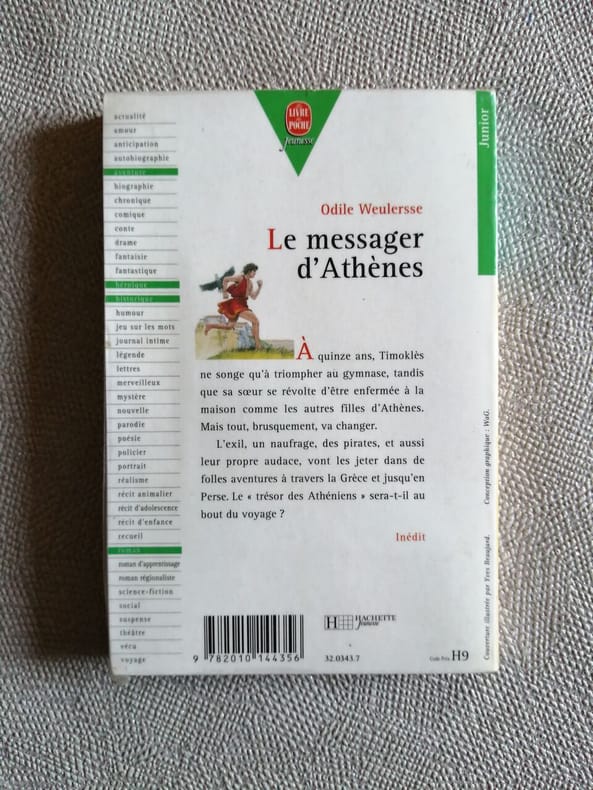 actualité
amour
anticipation
autobiographie
aventure
biographie
chronique
comique
conte
drame
fantaisie
fantastique
héroïque
historique
humour
jeu sur les mots
journal intime
légende
lettres
merveilleux
mystère
nouvelle
parodie
poésie
policier
portrait
réalisme
récit animalier
récit d'adolescence
récit d'enfance
recueil
roman
roman d'apprentissage
roman régionaliste
science-fiction
social
suspense
théâtre
vécu
voyage
LE LIVRE
DE POCHE
Jeunesse
Junior
Odile Weulersse
Le messager
d'Athènes
À quinze ans, Timoklès
ne songe qu'à triompher au gymnase, tandis
que sa sœur se révolte d'être enfermée à la
maison comme les autres filles d'Athènes.
Mais tout, brusquement, va changer.
L'exil, un naufrage, des pirates, et aussi
leur propre audace, vont les jeter dans de
folles aventures à travers la Grèce et jusqu'en
Perse. Le « trésor des Athéniens » sera-t-il au
bout du voyage ?
Inédit
Couverture illustrée par Yves Beaujard. Conception graphique : WaG.
H HACHETTE
Jeunesse
9 782010 144356
32.0343.7
Code Prix H9